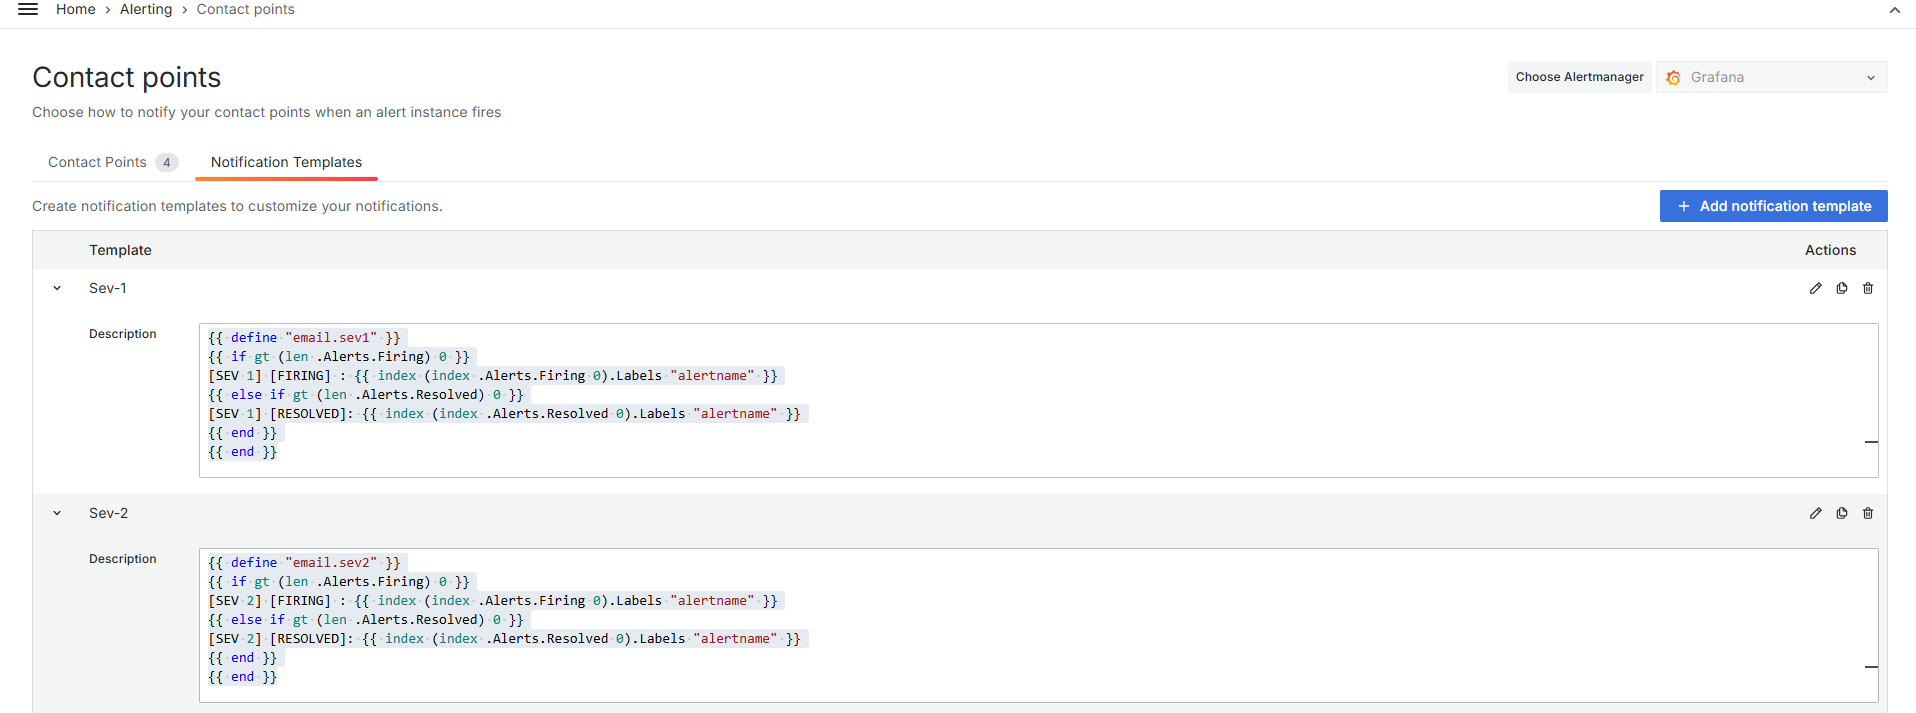 Home > Alerting > Contact points
Contact points
Choose Alertmanager Grafana
Choose how to notify your contact points when an alert instance fires
Contact Points 4 Notification Templates
Create notification templates to customize your notifications.
+ Add notification template
Template Actions
Sev-1
Description
{{ define "email.sev1" }}
{{ if gt (len .Alerts.Firing) 0 }}
[SEV 1] [FIRING] : {{ index (index .Alerts.Firing 0).Labels "alertname" }}
{{ else if gt (len .Alerts.Resolved) 0 }}
[SEV 1] [RESOLVED]: {{ index (index .Alerts.Resolved 0).Labels "alertname" }}
{{ end }}
{{ end }}
Sev-2
Description
{{ define "email.sev2" }}
{{ if gt (len .Alerts.Firing) 0 }}
[SEV 2] [FIRING] : {{ index (index .Alerts.Firing 0).Labels "alertname" }}
{{ else if gt (len .Alerts.Resolved) 0 }}
[SEV 2] [RESOLVED]: {{ index (index .Alerts.Resolved 0).Labels "alertname" }}
{{ end }}
{{ end }}